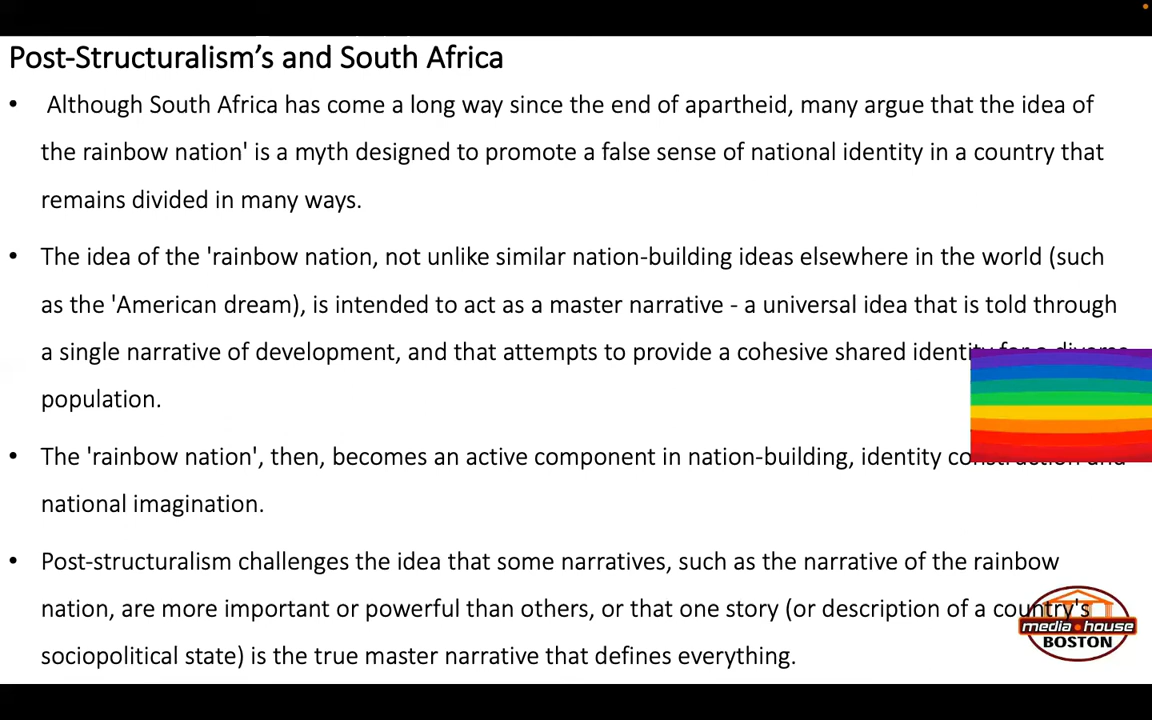 Post-Structuralism’s and South Africa
• Although South Africa has come a long way since the end of apartheid, many argue that the idea of
the rainbow nation' is a myth designed to promote a false sense of national identity in a country that
remains divided in many ways.
• The idea of the 'rainbow nation, not unlike similar nation-building ideas elsewhere in the world (such
as the 'American dream), is intended to act as a master narrative - a universal idea that is told through
a single narrative of development, and that attempts to provide a cohesive shared identity for a diverse
population.
• The 'rainbow nation', then, becomes an active component in nation-building, identity construction and
national imagination.
• Post-structuralism challenges the idea that some narratives, such as the narrative of the rainbow
nation, are more important or powerful than others, or that one story (or description of a country's
sociopolitical state) is the true master narrative that defines everything.
media house
BOSTON